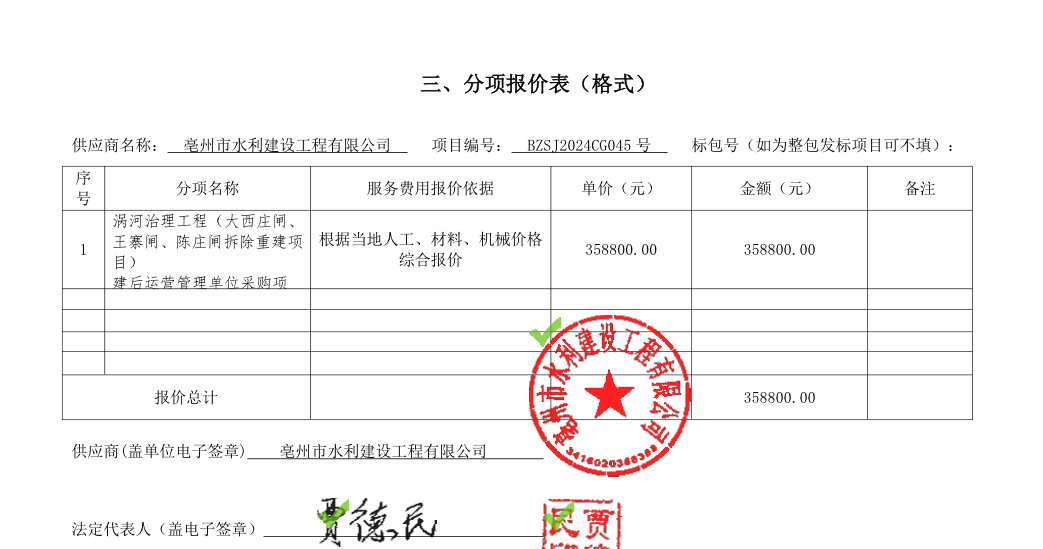 三、分项报价表（格式）
供应商名称： 亳州市水利建设工程有限公司 项目编号： BZSJ2024CG045 号 标包号（如为整包发标项目可不填）：
序号 分项名称 服务费用报价依据 单价（元） 金额（元） 备注
涡河治理工程（大西庄闸、
王寨闸、陈庄闸拆除重建项
目）
建后运营管理单位采购项
1 根据当地人工、材料、机械价格
综合报价
358800.00 358800.00
报价总计 358800.00
亳州市水利建设工程有限公司
3416020368388
供应商(盖单位电子签章) 亳州市水利建设工程有限公司
法定代表人（盖电子签章） 贾德民
贾
民